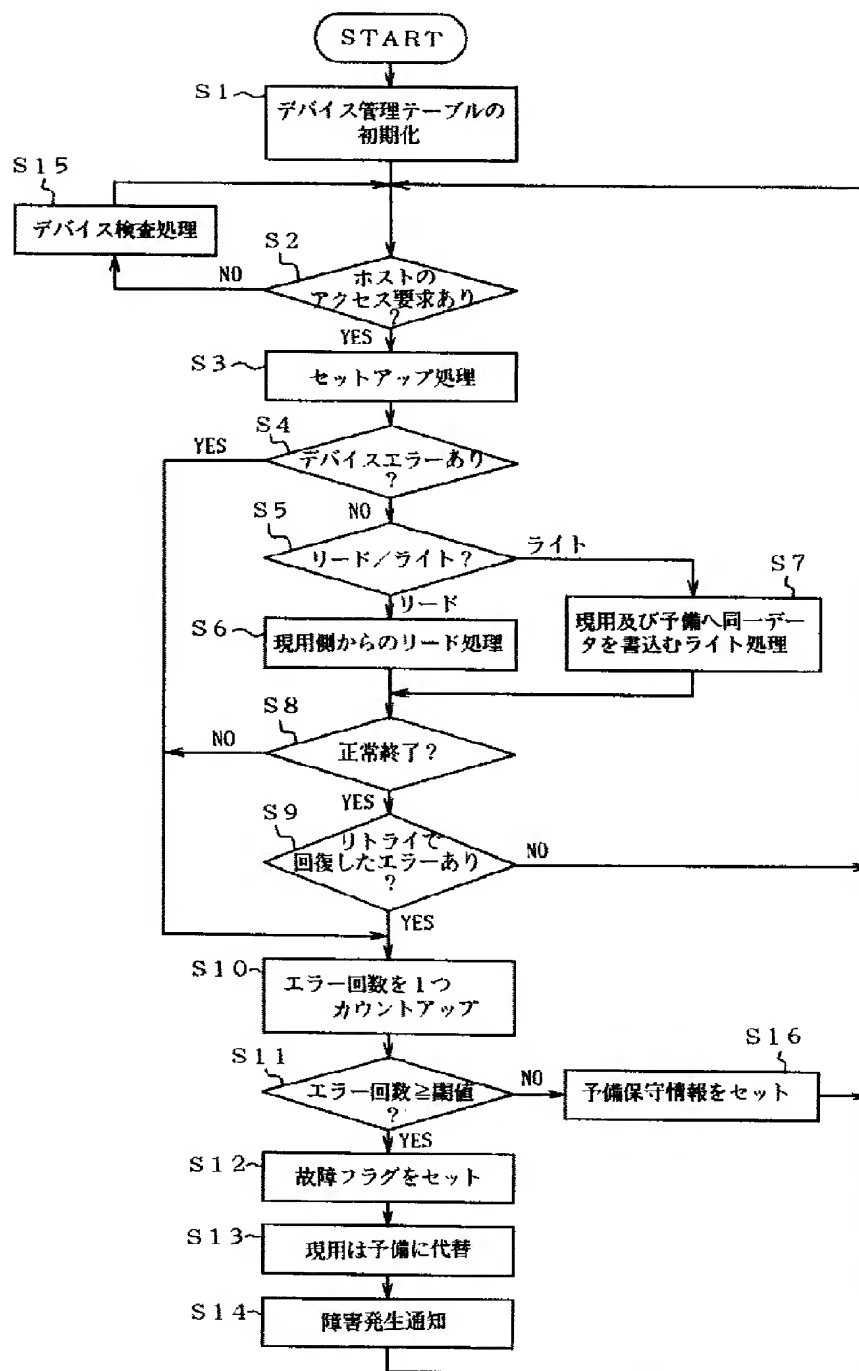 START
S1
デバイス管理テーブルの
初期化
S15
デバイス検査処理
S2
NO
ホストの
アクセス要求あり
?
YES
S3
セットアップ処理
S4
YES
デバイスエラーあり
?
NO
S5
リード/ライト?
ライト
リード
S6
現用側からのリード処理
S7
現用及び予備へ同一デー
タを書込むライト処理
S8
NO
正常終了?
YES
S9
リトライで
回復したエラーあり
?
NO
YES
S10
エラー回数を1つ
カウントアップ
S11
エラー回数≧閾値
?
NO
S16
予備保守情報をセット
YES
S12
故障フラグをセット
S13
現用は予備に代替
S14
障害発生通知